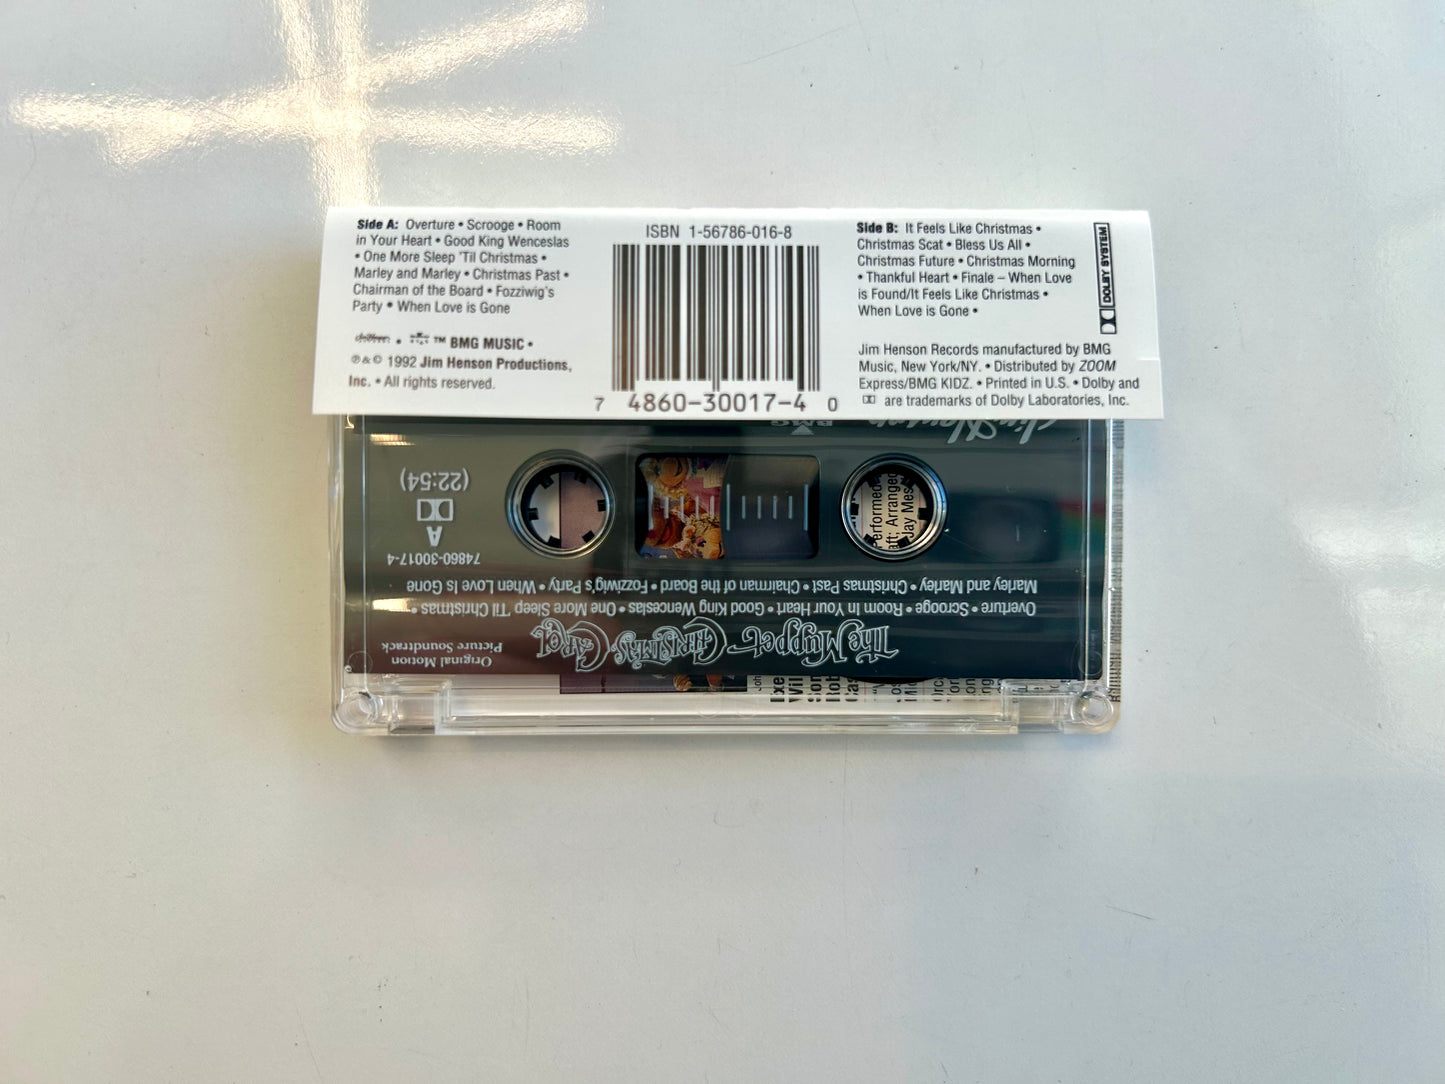 Side A: Overture • Scrooge • Room
in Your Heart • Good King Wenceslas
• One More Sleep 'Til Christmas •
Marley and Marley • Christmas Past •
Chairman of the Board • Fozziwig's
Party • When Love is Gone
• ™ BMG MUSIC •
℗ & © 1992 Jim Henson Productions,
Inc. • All rights reserved.
ISBN 1-56786-016-8
7 4860-30017-4 0
Side B: It Feels Like Christmas •
Christmas Scat • Bless Us All •
Christmas Future • Christmas Morning
• Thankful Heart • Finale – When Love
is Found/It Feels Like Christmas •
When Love is Gone •
Jim Henson Records manufactured by BMG
Music, New York/NY. • Distributed by ZOOM
Express/BMG KIDZ. • Printed in U.S. • Dolby and
are trademarks of Dolby Laboratories, Inc.
DOLBY SYSTEM
Original Motion
Picture Soundtrack
The Muppet Christmas Carol
Overture • Scrooge • Room In Your Heart • Good King Wenceslas • One More Sleep 'Til Christmas •
Marley and Marley • Christmas Past • Chairman of the Board • Fozziwig's Party • When Love Is Gone
74860-30017-4
A
(22:54)
BMG
Performed
Arranged
Jay